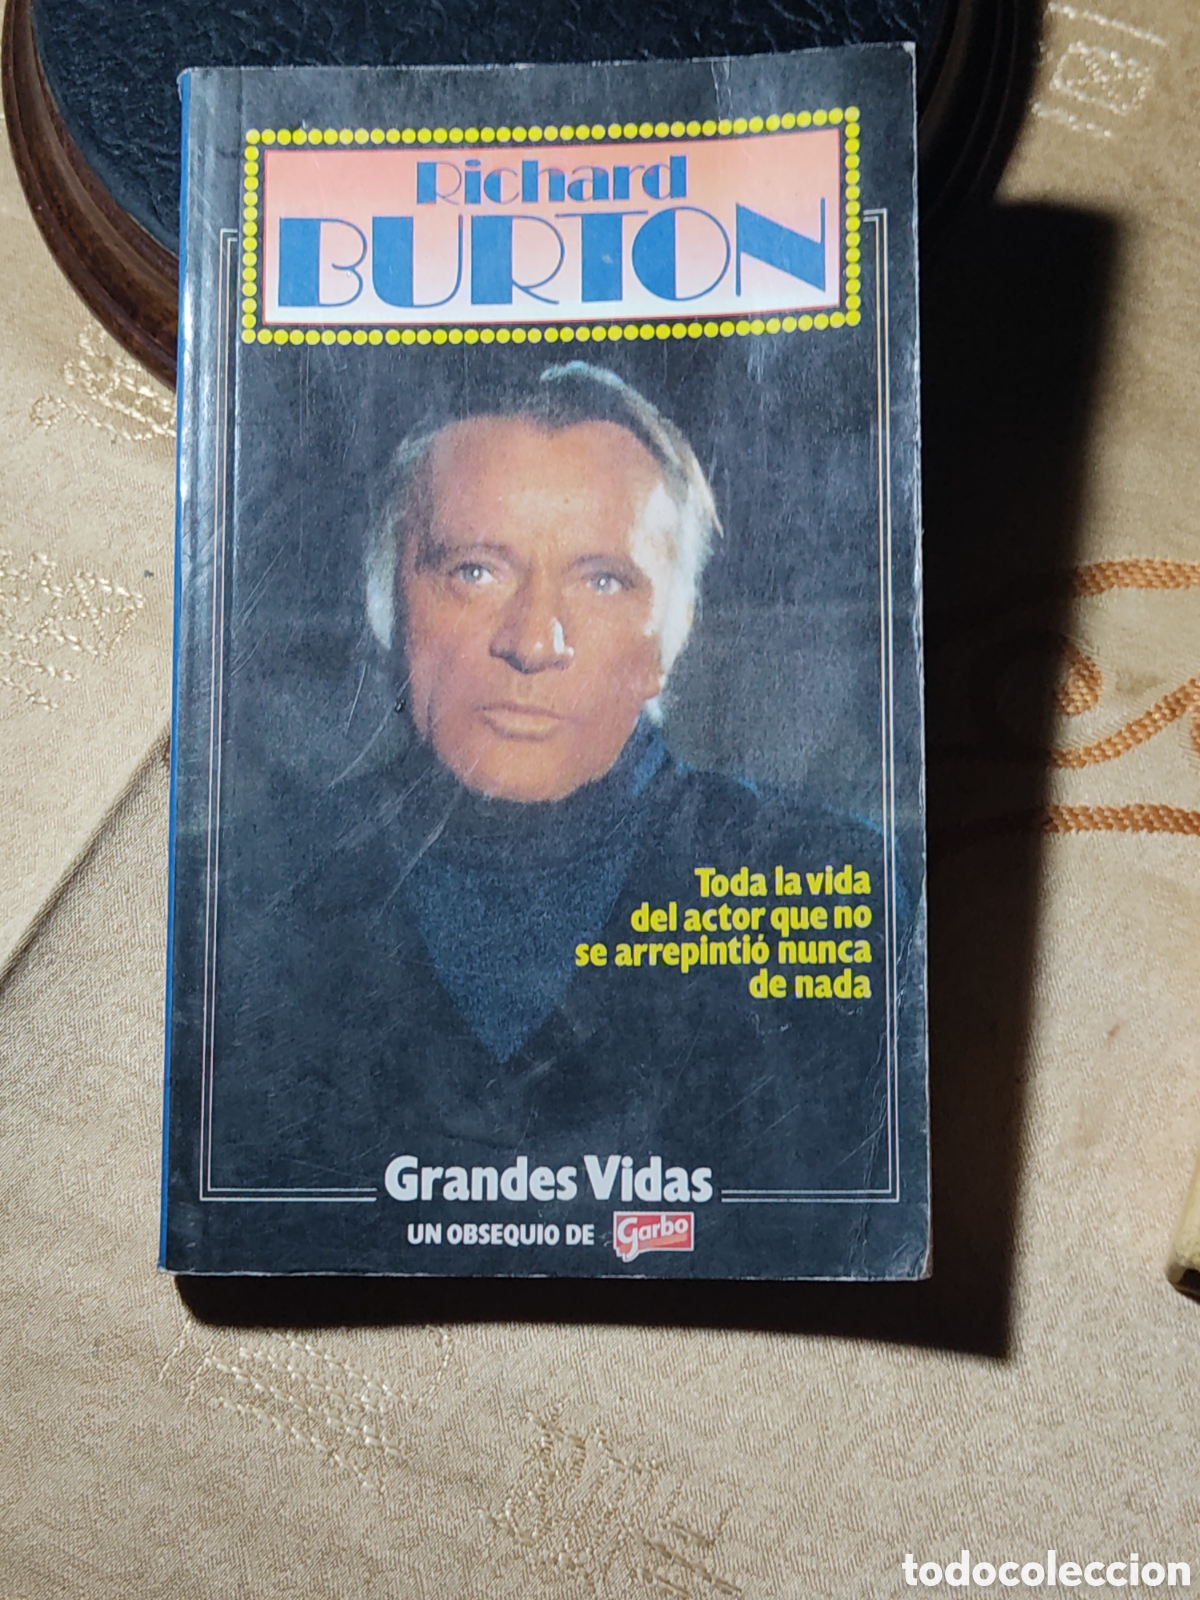 Richard
BURTON
Toda la vida
del actor que no
se arrepintió nunca
de nada
Grandes Vidas
UN OBSEQUIO DE Garbo
todocoleccion